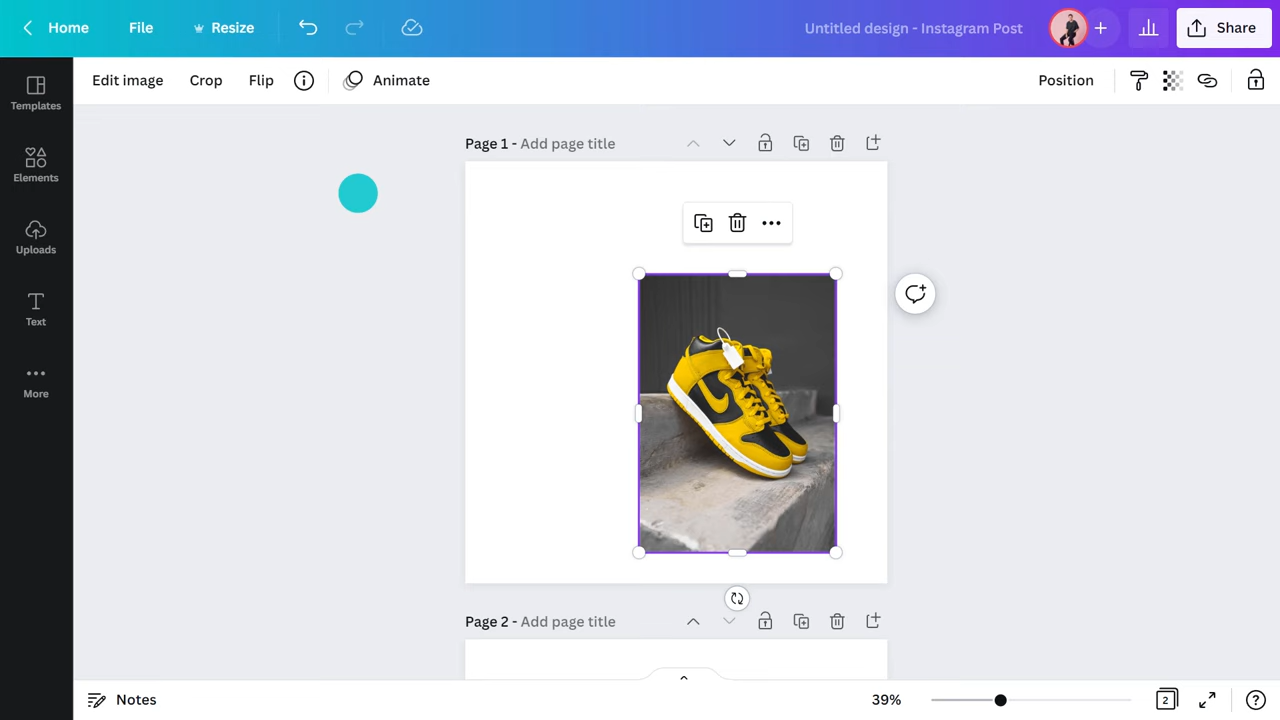 Home File Resize Untitled design - Instagram Post + Share
Templates
Elements
Uploads
Text
More
Edit image Crop Flip Animate Position
Page 1 - Add page title
Page 2 - Add page title
Notes 39% 2 ?